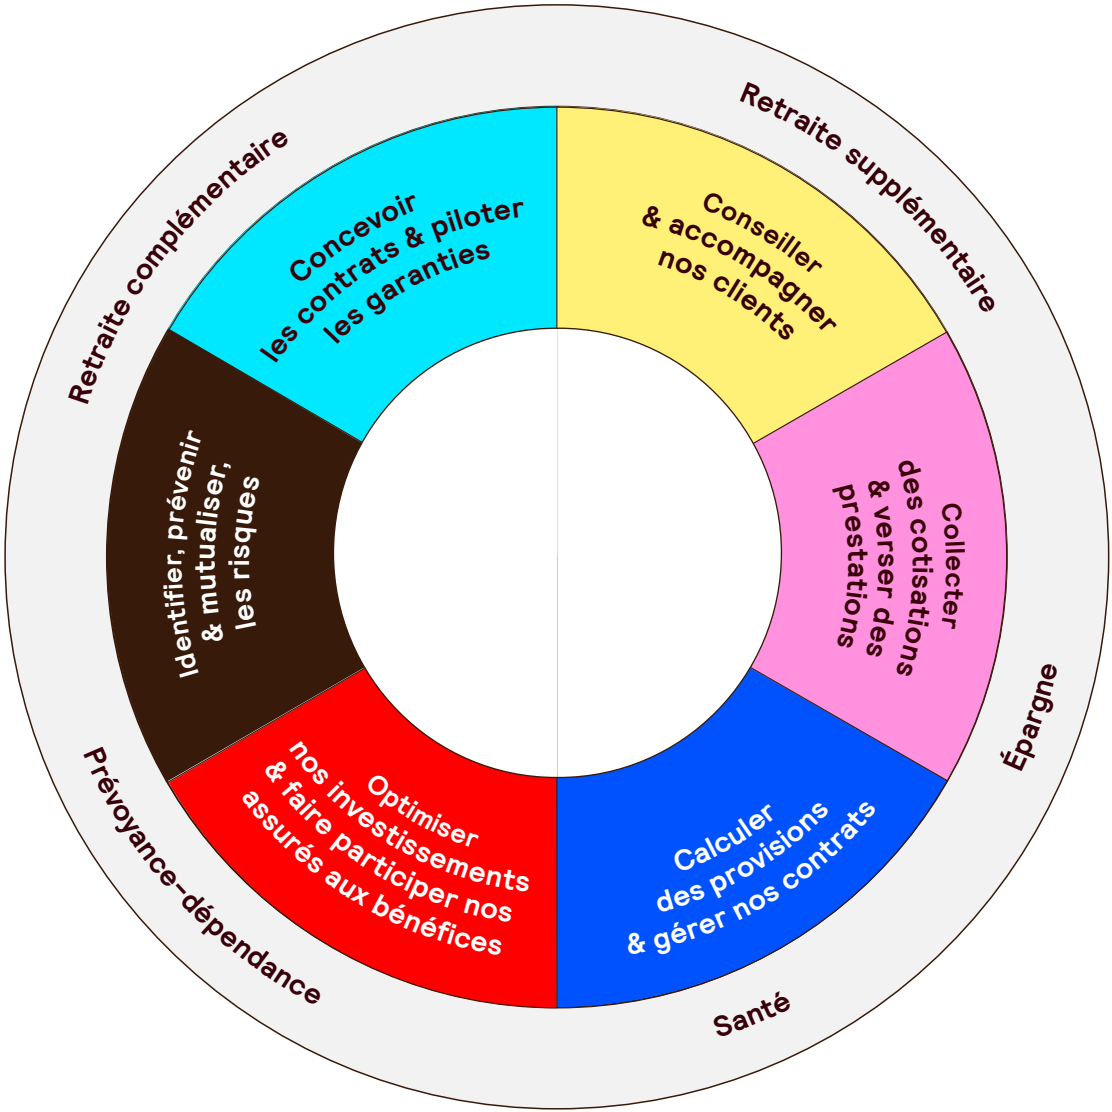 Retraite complémentaire
Retraite supplémentaire
Épargne
Santé
Prévoyance-dépendance
Concevoir
les contrats & piloter
les garanties
Conseiller
& accompagner
nos clients
Collecter
des cotisations
& verser des
prestations
Calculer
des provisions
& gérer nos contrats
Optimiser
nos investissements
& faire participer nos
assurés aux bénéfices
Identifier, prévenir
& mutualiser,
les risques